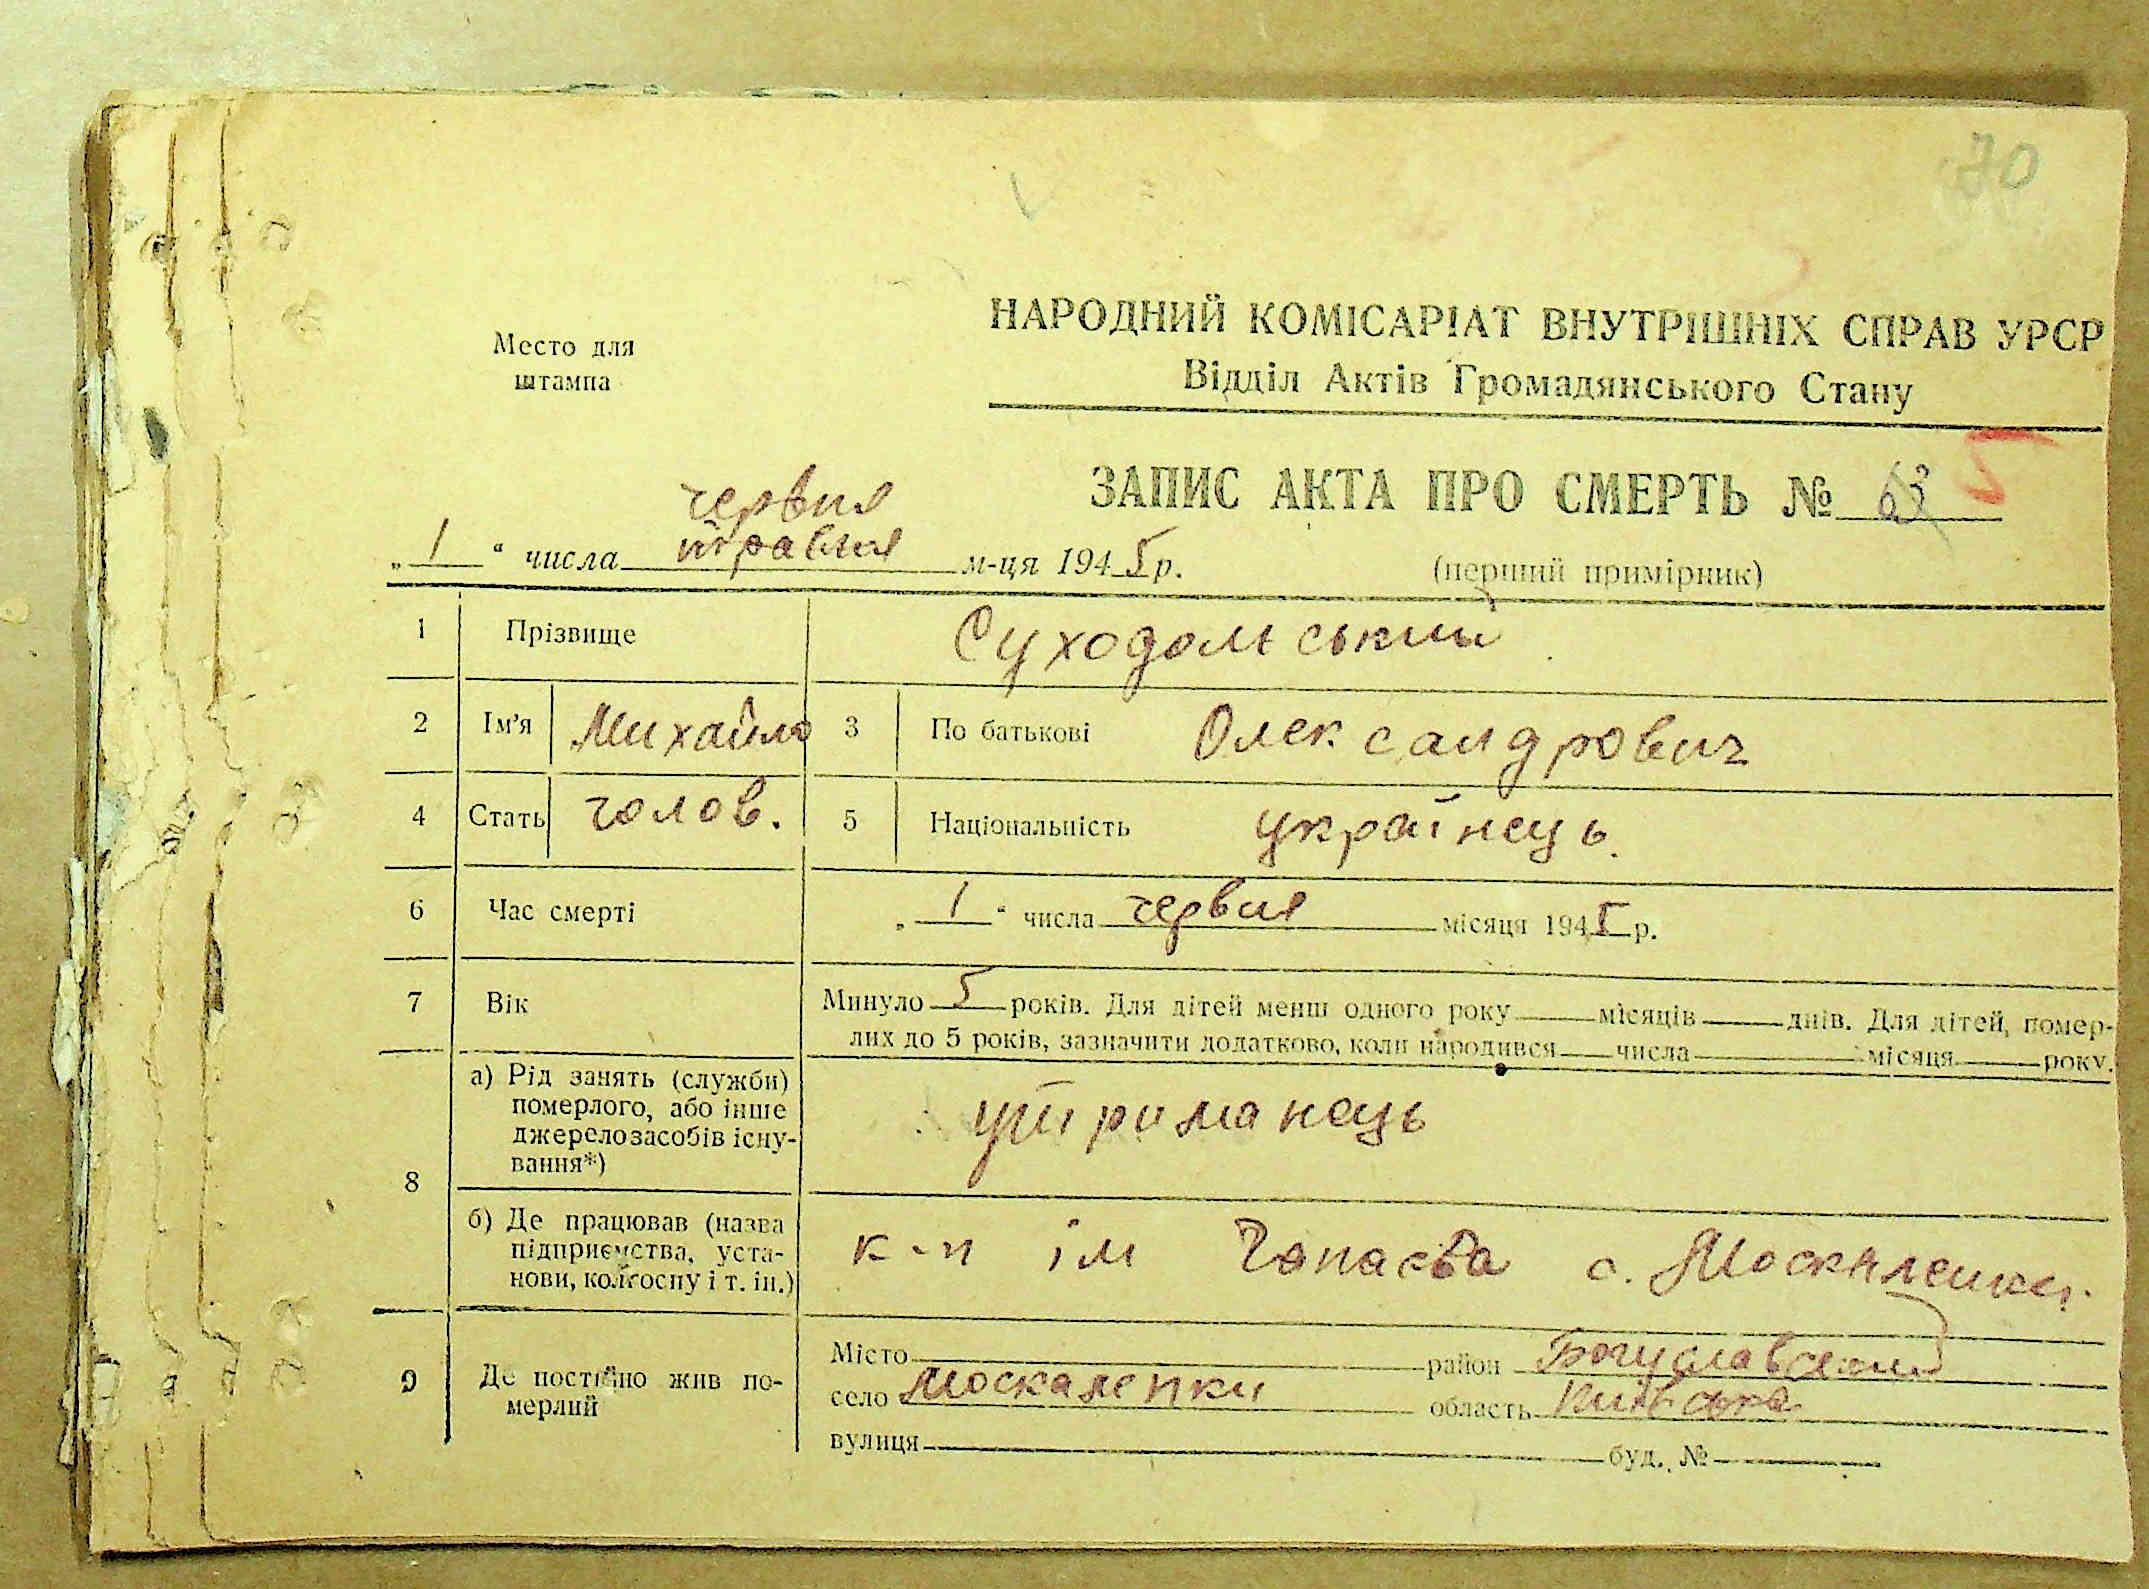 70
Место для
штампа
НАРОДНИЙ КОМІСАРІАТ ВНУТРІШНІХ СПРАВ УРСР
Відділ Актів Громадянського Стану
ЗАПИС АКТА ПРО СМЕРТЬ № 63 5
(перший примірник)
червня
„1“ числа травня м-ця 1945 р.
1 Прізвище Суходольський
2 Ім'я Михайло 3 По батькові Олександрович
4 Стать чолов. 5 Національність українець.
6 Час смерті „1“ числа червня місяця 1945 р.
7 Вік Минуло 5 років. Для дітей менш одного року місяців днів. Для дітей, помер-
лих до 5 років, зазначити додатково, коли народився числа місяця року.
8 а) Рід занять (служби)
померлого, або інше
джерело засобів існу-
вання*)
утриманець
б) Де працював (назва
підприємства, уста-
нови, колгоспу і т. ін.)
к-п ім Чапаєва с. Москаленки.
9 Де постійно жив по-
мерлий
Місто район Богуславський
село Москаленки область Київська
вулиця буд. №